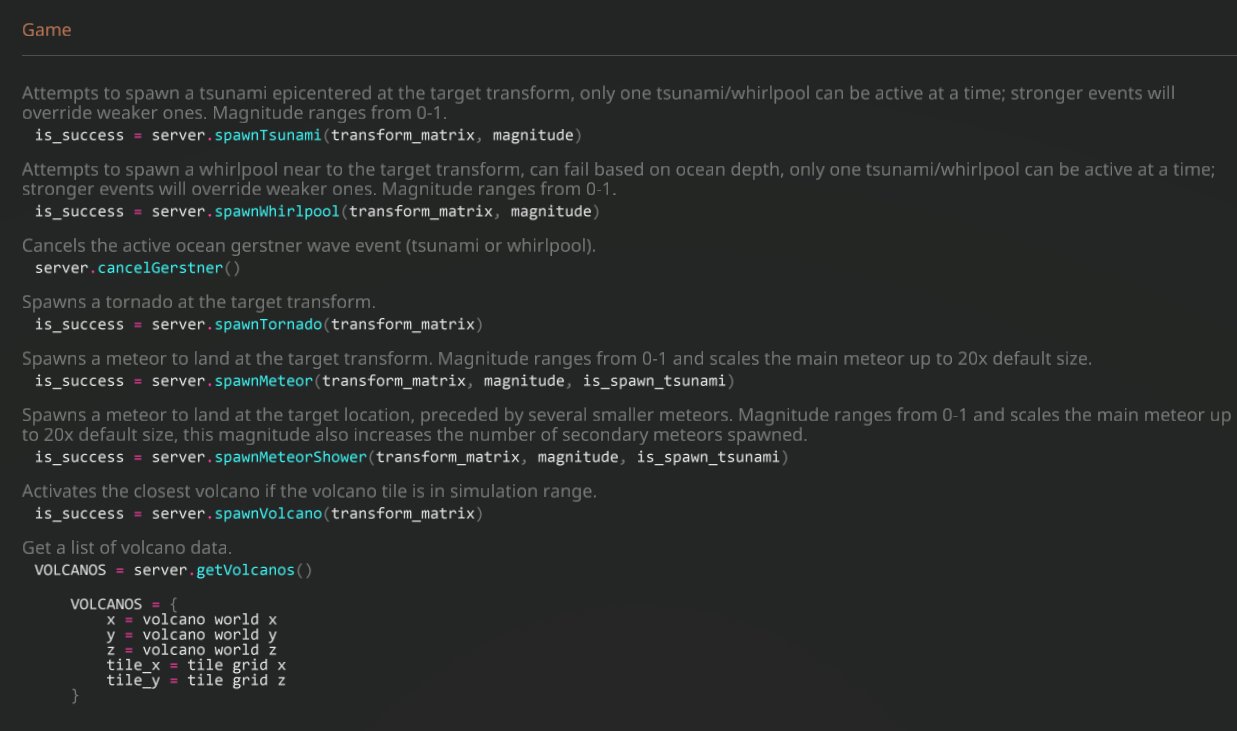 Game
Attempts to spawn a tsunami epicentered at the target transform, only one tsunami/whirlpool can be active at a time; stronger events will
override weaker ones. Magnitude ranges from 0-1.
is_success = server.spawnTsunami(transform_matrix, magnitude)
Attempts to spawn a whirlpool near to the target transform, can fail based on ocean depth, only one tsunami/whirlpool can be active at a time;
stronger events will override weaker ones. Magnitude ranges from 0-1.
is_success = server.spawnWhirlpool(transform_matrix, magnitude)
Cancels the active ocean gerstner wave event (tsunami or whirlpool).
server.cancelGerstner()
Spawns a tornado at the target transform.
is_success = server.spawnTornado(transform_matrix)
Spawns a meteor to land at the target transform. Magnitude ranges from 0-1 and scales the main meteor up to 20x default size.
is_success = server.spawnMeteor(transform_matrix, magnitude, is_spawn_tsunami)
Spawns a meteor to land at the target location, preceded by several smaller meteors. Magnitude ranges from 0-1 and scales the main meteor up
to 20x default size, this magnitude also increases the number of secondary meteors spawned.
is_success = server.spawnMeteorShower(transform_matrix, magnitude, is_spawn_tsunami)
Activates the closest volcano if the volcano tile is in simulation range.
is_success = server.spawnVolcano(transform_matrix)
Get a list of volcano data.
VOLCANOS = server.getVolcanos()
VOLCANOS = {
x = volcano world x
y = volcano world y
z = volcano world z
tile_x = tile grid x
tile_y = tile grid z
}